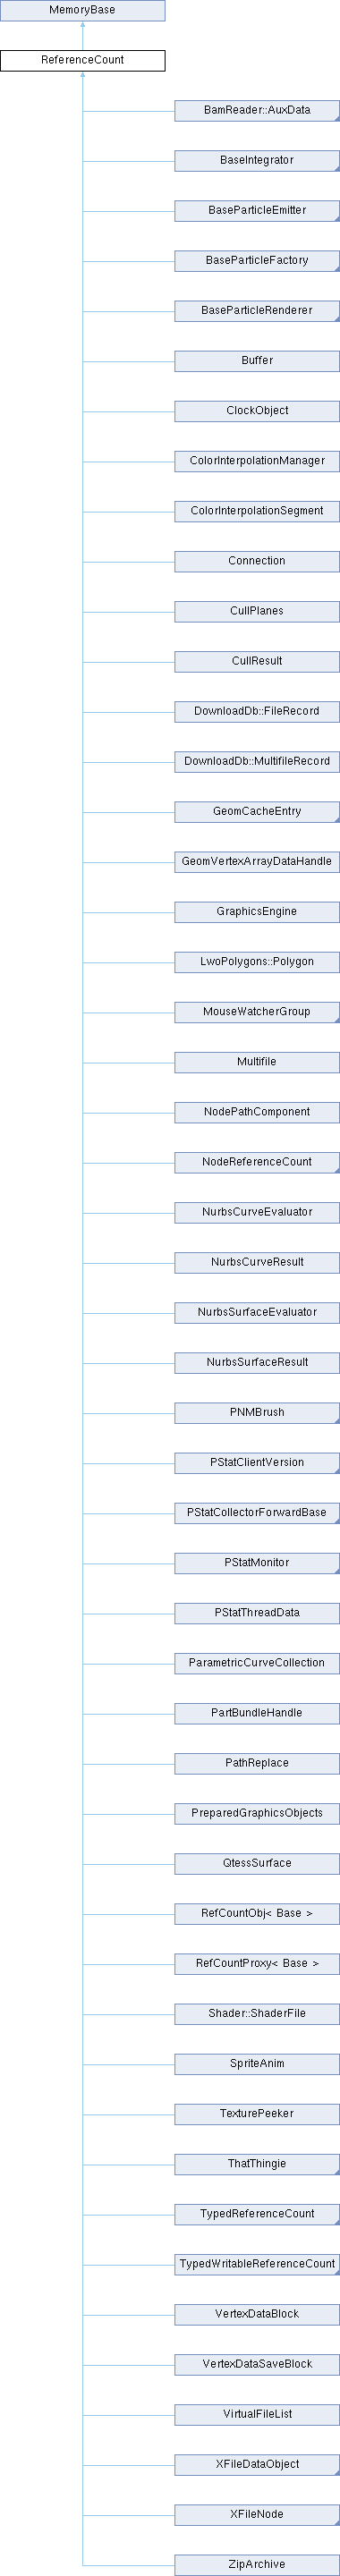 MemoryBase
ReferenceCount
BamReader::AuxData
BaseIntegrator
BaseParticleEmitter
BaseParticleFactory
BaseParticleRenderer
Buffer
ClockObject
ColorInterpolationManager
ColorInterpolationSegment
Connection
CullPlanes
CullResult
DownloadDb::FileRecord
DownloadDb::MultifileRecord
GeomCacheEntry
GeomVertexArrayDataHandle
GraphicsEngine
LwoPolygons::Polygon
MouseWatcherGroup
Multifile
NodePathComponent
NodeReferenceCount
NurbsCurveEvaluator
NurbsCurveResult
NurbsSurfaceEvaluator
NurbsSurfaceResult
PNMBrush
PStatClientVersion
PStatCollectorForwardBase
PStatMonitor
PStatThreadData
ParametricCurveCollection
PartBundleHandle
PathReplace
PreparedGraphicsObjects
QtessSurface
RefCountObj< Base >
RefCountProxy< Base >
Shader::ShaderFile
SpriteAnim
TexturePeeker
ThatThingie
TypedReferenceCount
TypedWritableReferenceCount
VertexDataBlock
VertexDataSaveBlock
VirtualFileList
XFileDataObject
XFileNode
ZipArchive